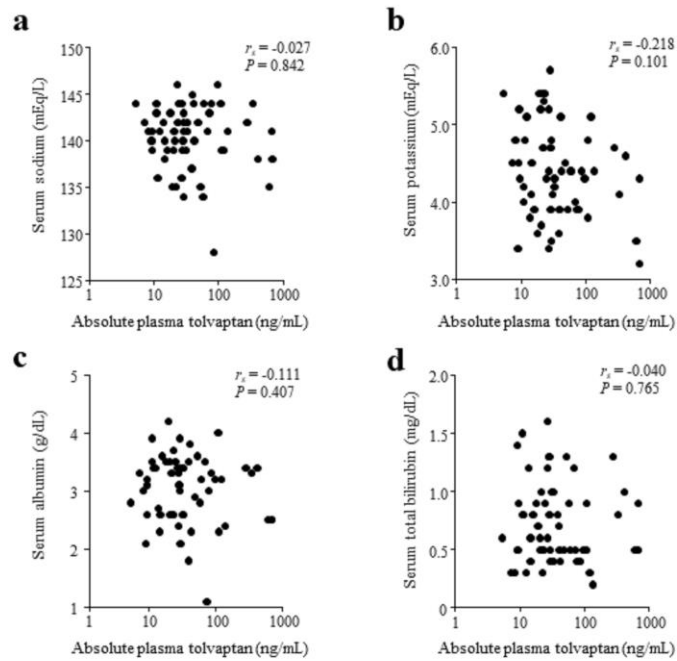 a
r_s = -0.027
P = 0.842
150
145
140
135
130
125
Serum sodium (mEq/L)
1 10 100 1000
Absolute plasma tolvaptan (ng/mL)
b
r_s = -0.218
P = 0.101
6.0
5.0
4.0
3.0
Serum potassium (mEq/L)
1 10 100 1000
Absolute plasma tolvaptan (ng/mL)
c
r_s = -0.111
P = 0.407
5
4
3
2
1
Serum albumin (g/dL)
1 10 100 1000
Absolute plasma tolvaptan (ng/mL)
d
r_s = -0.040
P = 0.765
2.0
1.5
1.0
0.5
0
Serum total bilirubin (mg/dL)
1 10 100 1000
Absolute plasma tolvaptan (ng/mL)